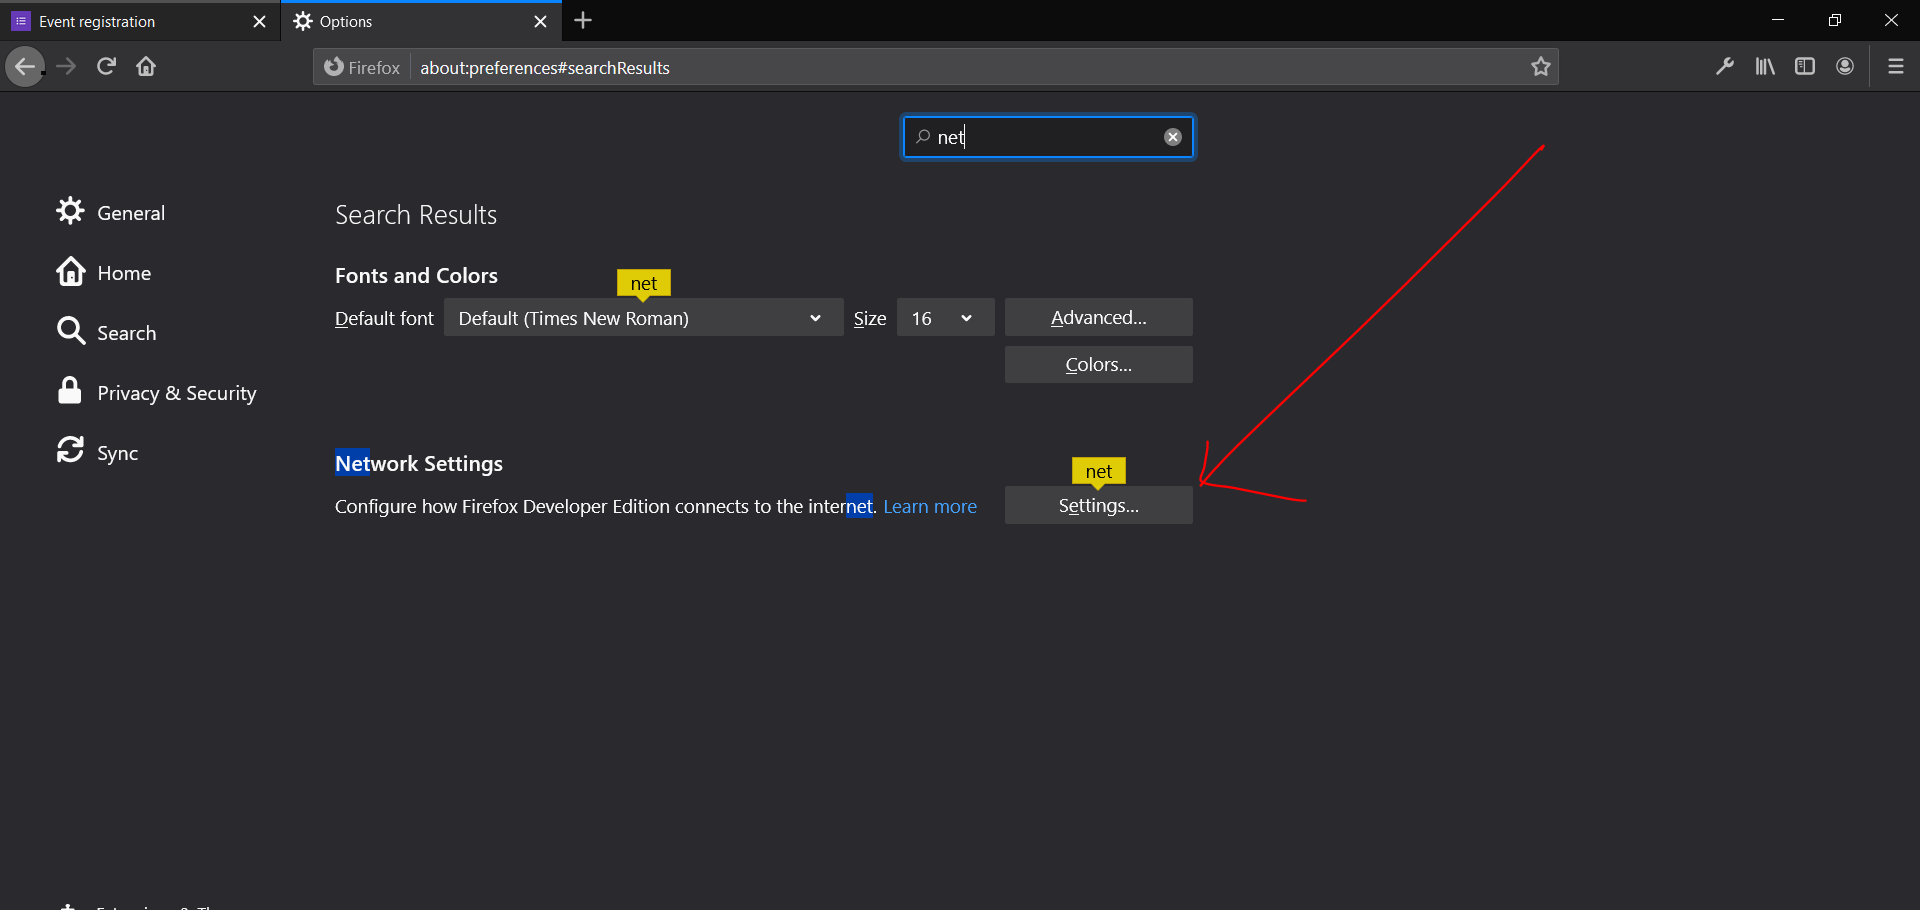 Event registration
Options
Firefox
about:preferences#searchResults
net
General
Home
Search
Privacy & Security
Sync
Search Results
Fonts and Colors
net
Default font
Default (Times New Roman)
Size
16
Advanced...
Colors...
Network Settings
net
Configure how Firefox Developer Edition connects to the internet. Learn more
Settings...